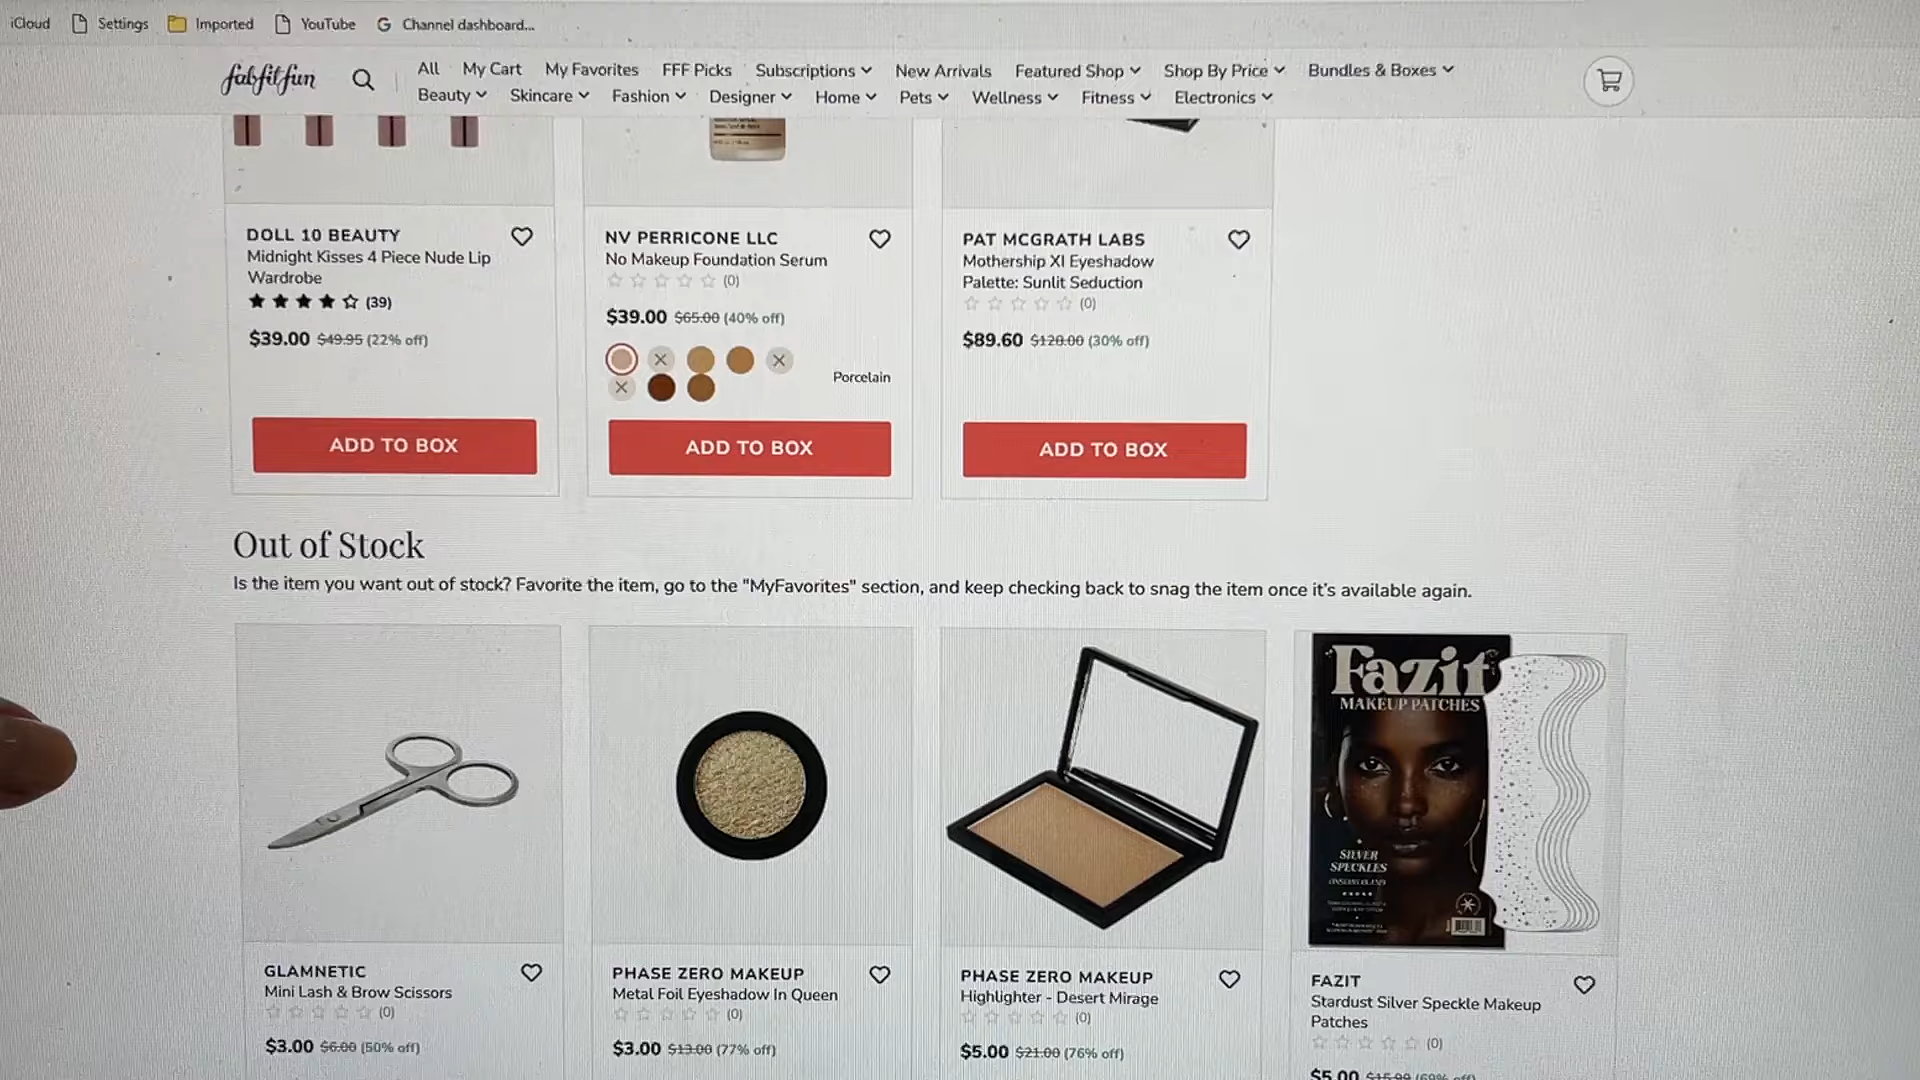 iCloud Settings Imported YouTube Channel dashboard...
fabfitfun All My Cart My Favorites FFF Picks Subscriptions New Arrivals Featured Shop Shop By Price Bundles & Boxes
Beauty Skincare Fashion Designer Home Pets Wellness Fitness Electronics
DOLL 10 BEAUTY
Midnight Kisses 4 Piece Nude Lip
Wardrobe
(39)
$39.00 $49.95 (22% off)
ADD TO BOX
NV PERRICONE LLC
No Makeup Foundation Serum
(0)
$39.00 $65.00 (40% off)
Porcelain
ADD TO BOX
PAT MCGRATH LABS
Mothership XI Eyeshadow
Palette: Sunlit Seduction
(0)
$89.60 $128.00 (30% off)
ADD TO BOX
Out of Stock
Is the item you want out of stock? Favorite the item, go to the "MyFavorites" section, and keep checking back to snag the item once it's available again.
Fazit
MAKEUP PATCHES
SILVER
SPECKLES
GLAMNETIC
Mini Lash & Brow Scissors
(0)
$3.00 $6.00 (50% off)
PHASE ZERO MAKEUP
Metal Foil Eyeshadow In Queen
(0)
$3.00 $13.00 (77% off)
PHASE ZERO MAKEUP
Highlighter - Desert Mirage
(0)
$5.00 $21.00 (76% off)
FAZIT
Stardust Silver Speckle Makeup
Patches
(0)
$5.00